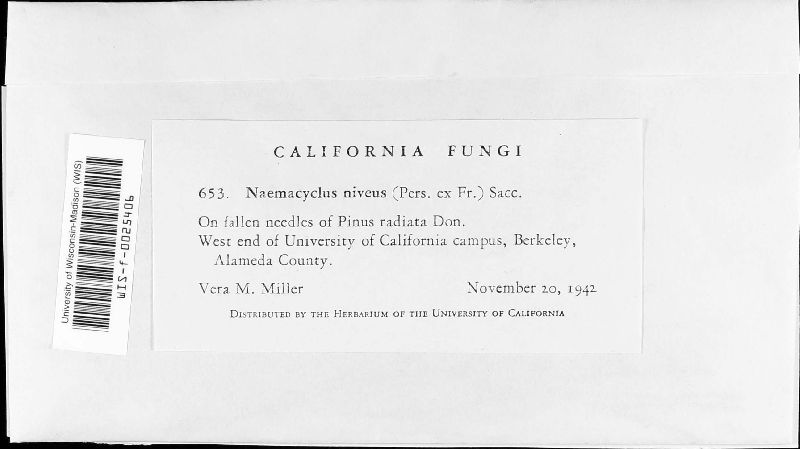 CALIFORNIA FUNGI
653. Naemacyclus niveus (Pers. ex Fr.) Sacc.
On fallen needles of Pinus radiata Don.
West end of University of California campus, Berkeley,
Alameda County.
Vera M. Miller November 20, 1942
DISTRIBUTED BY THE HERBARIUM OF THE UNIVERSITY OF CALIFORNIA
University of Wisconsin-Madison (WIS)
WIS-f-0025406